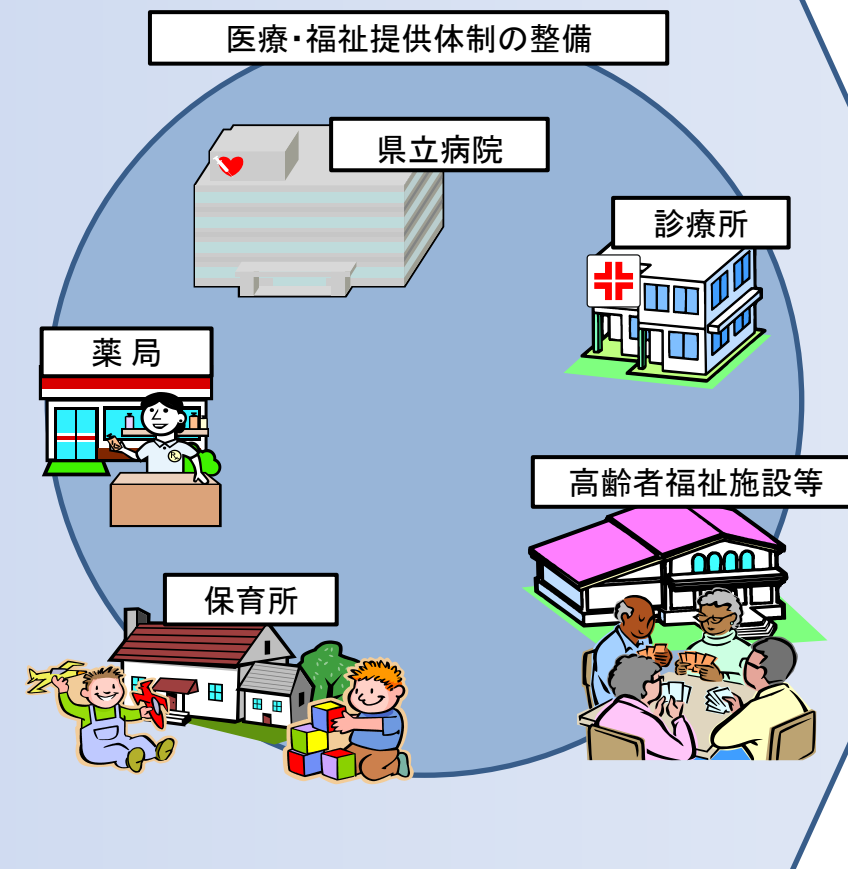 医療・福祉提供体制の整備
県立病院
診療所
薬局
高齢者福祉施設等
保育所